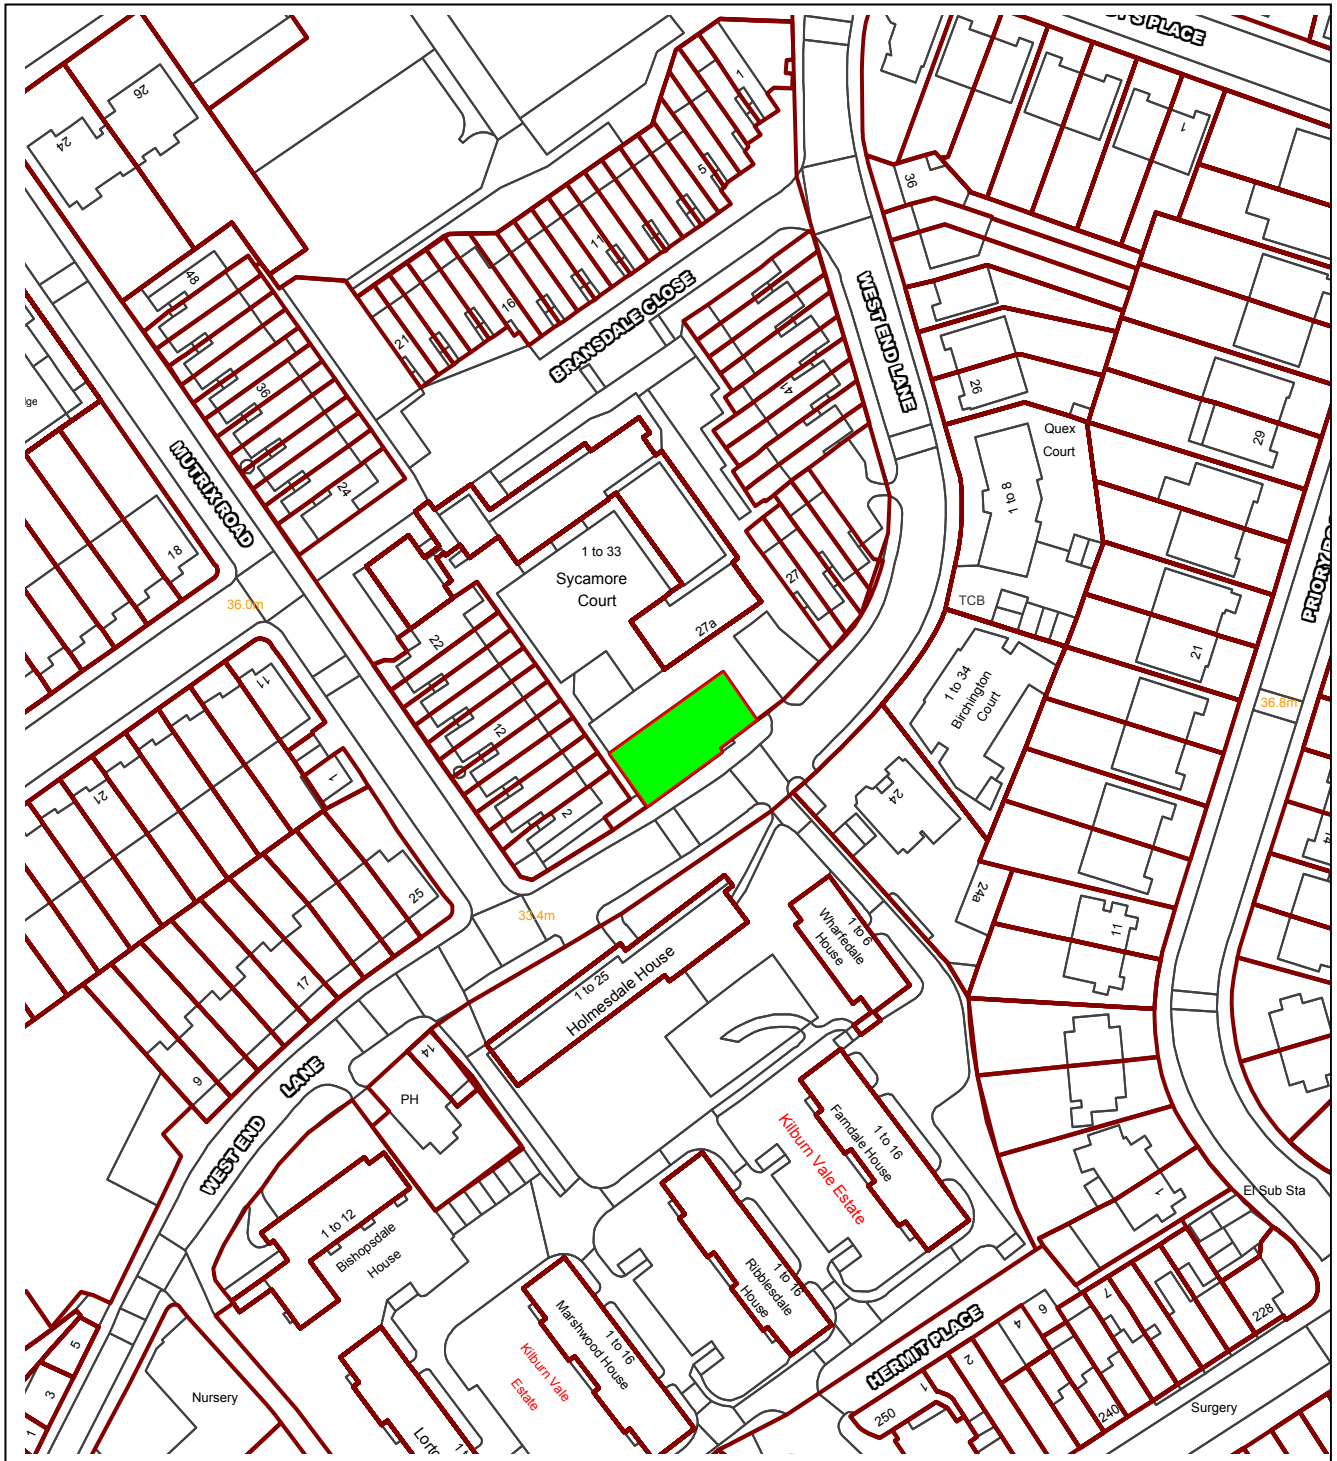 26
24
1
1
5
36
48
11
16
BRANSDALE CLOSE
WEST END LANE
21
36
41
26
29
Quex
Court
MUTRIX ROAD
24
1 to 8
18
1 to 33
Sycamore
Court
27
36.0m
TCB
27a
22
21
11
1 to 34
Birchington
Court
36.8m
12
1
21
24
2
14
25
24a
33.4m
1 to 6
Wharfedale
House
11
1 to 25
Holmesdale House
17
14
9
WEST END LANE
PH
1 to 16
Farndale House
Kilburn Vale Estate
1
El Sub Sta
1 to 12
Bishopsdale
House
1 to 16
Ribblesdale
House
1 to 16
Marshwood House
Kilburn Vale
Estate
HERMIT PLACE
7
6
4
2
1
228
5
3
1
Nursery
250
240
Surgery